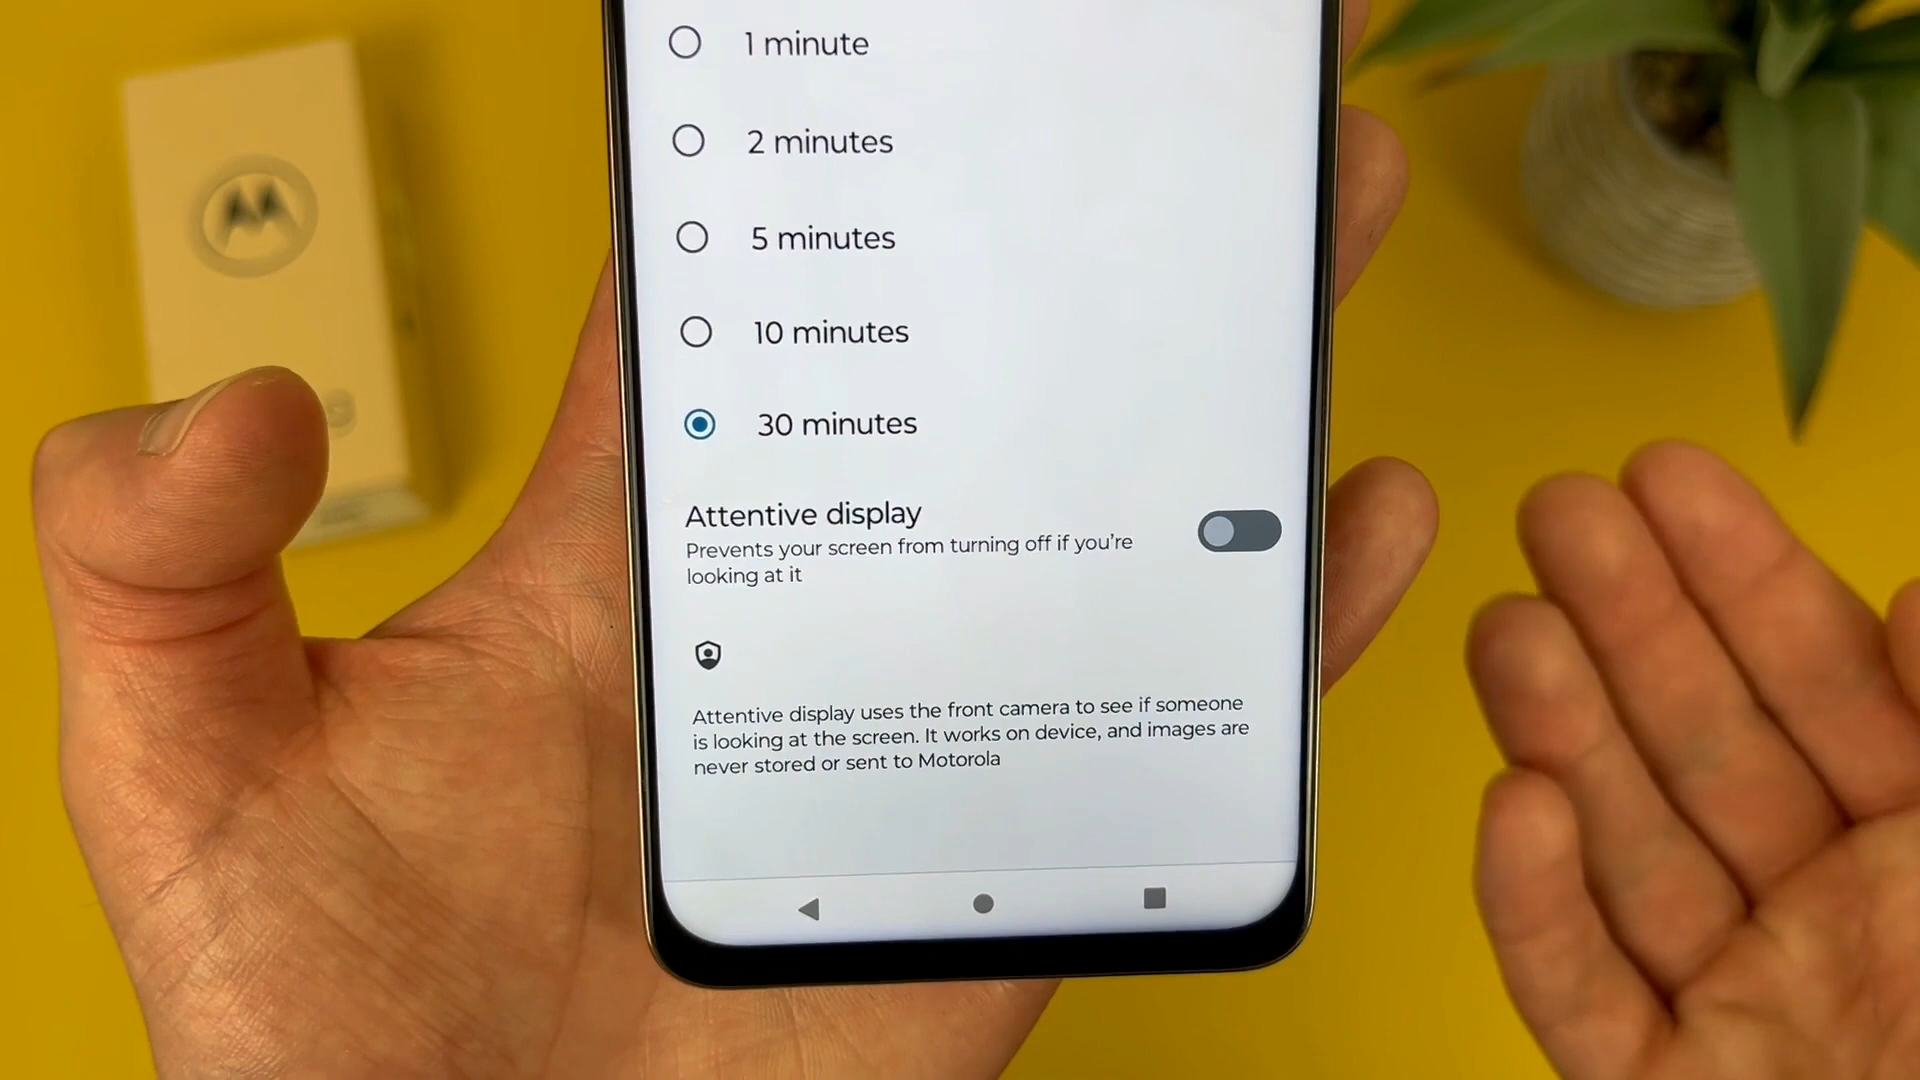 1 minute
2 minutes
5 minutes
10 minutes
30 minutes
Attentive display
Prevents your screen from turning off if you’re
looking at it
Attentive display uses the front camera to see if someone
is looking at the screen. It works on device, and images are
never stored or sent to Motorola